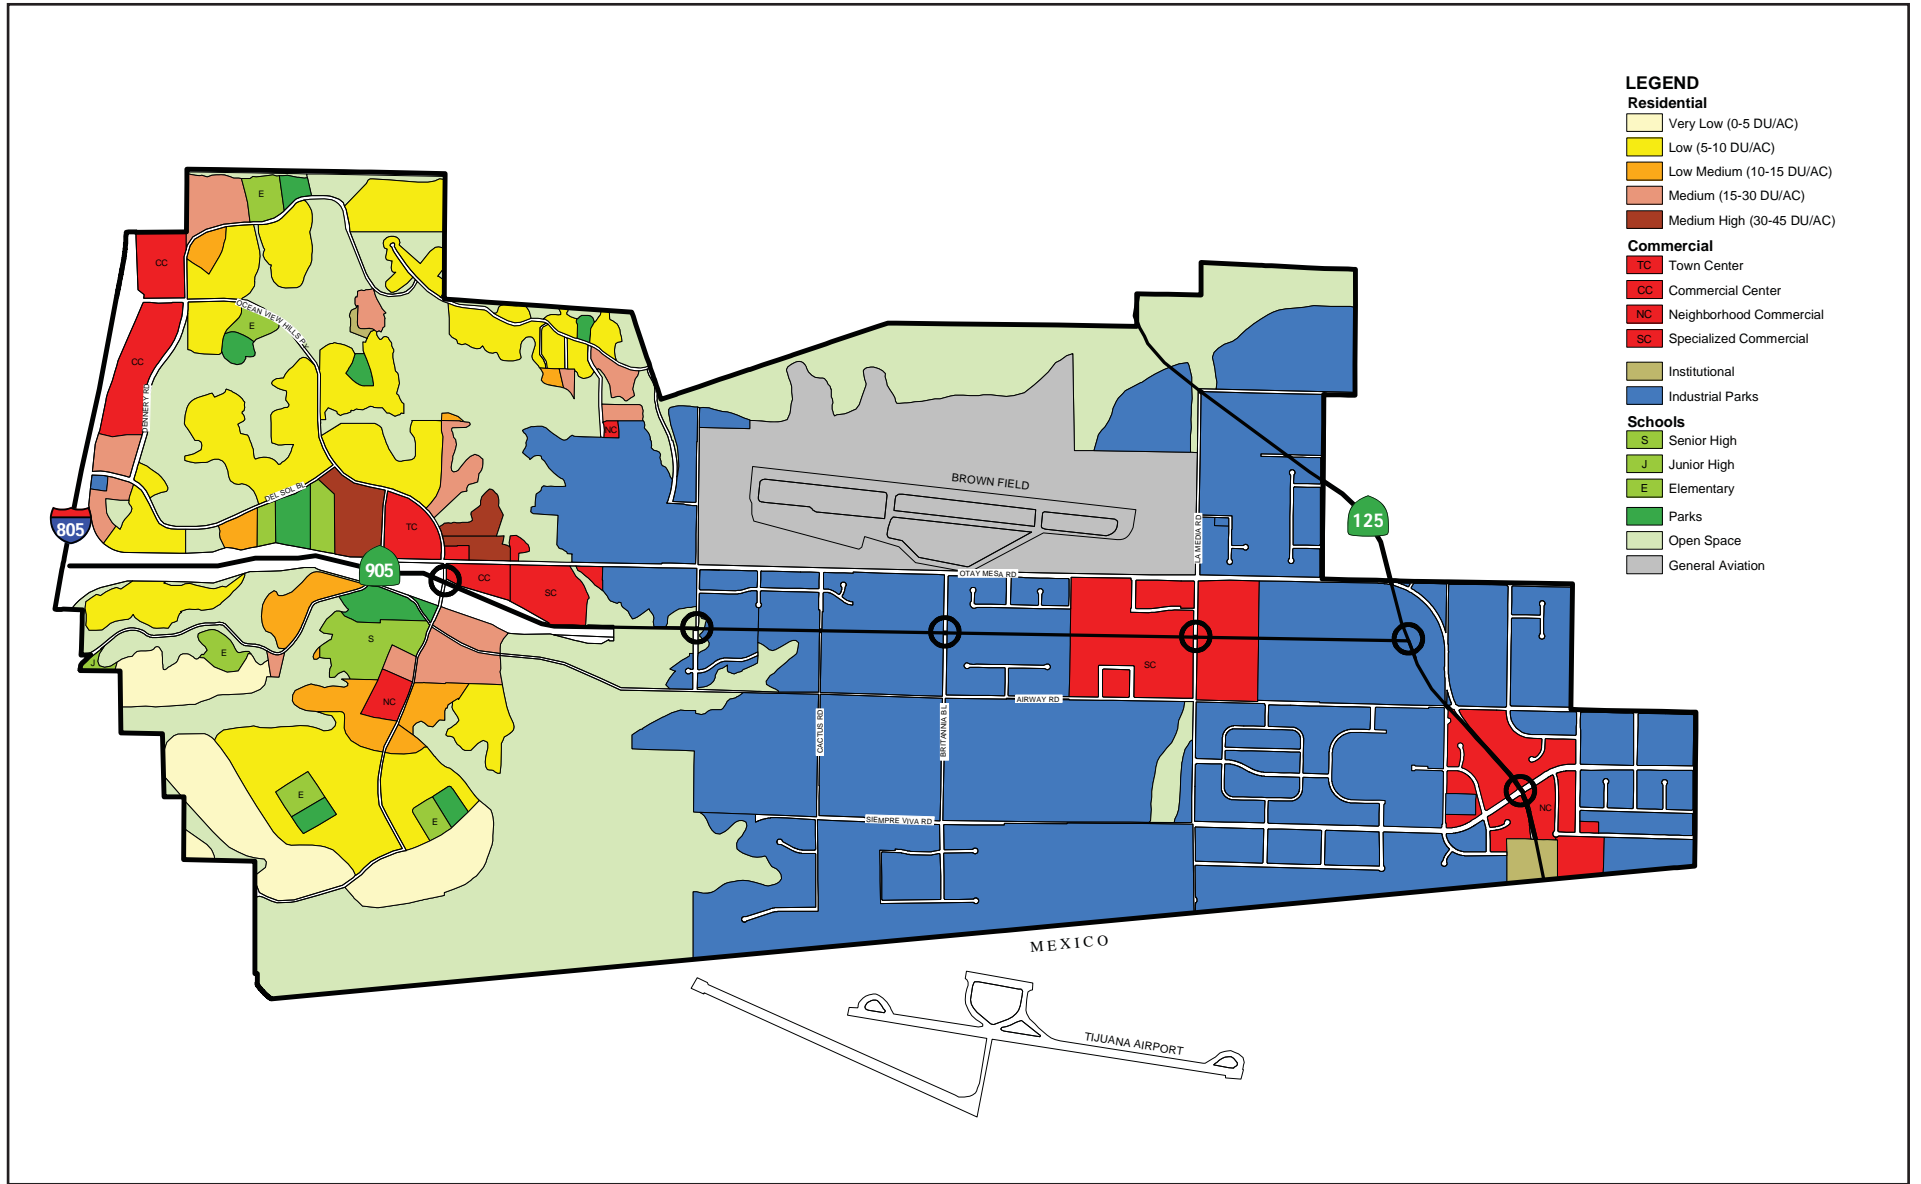 LEGEND
Residential
Very Low (0-5 DU/AC)
Low (5-10 DU/AC)
Low Medium (10-15 DU/AC)
Medium (15-30 DU/AC)
Medium High (30-45 DU/AC)
Commercial
TC Town Center
CC Commercial Center
NC Neighborhood Commercial
SC Specialized Commercial
Institutional
Industrial Parks
Schools
S Senior High
J Junior High
E Elementary
Parks
Open Space
General Aviation
E
CC
OCEAN VIEW HILLS PY
E
CC
DENNERY RD
NC
DEL SOL BL
BROWN FIELD
TC
805
125
LA MEDIA RD
905
CC
OTAY MESA RD
SC
S
E
J
SC
NC
AIRWAY RD
CACTUS RD
BRITANNIA BL
E
E
NC
SIEMPRE VIVA RD
MEXICO
TIJUANA AIRPORT